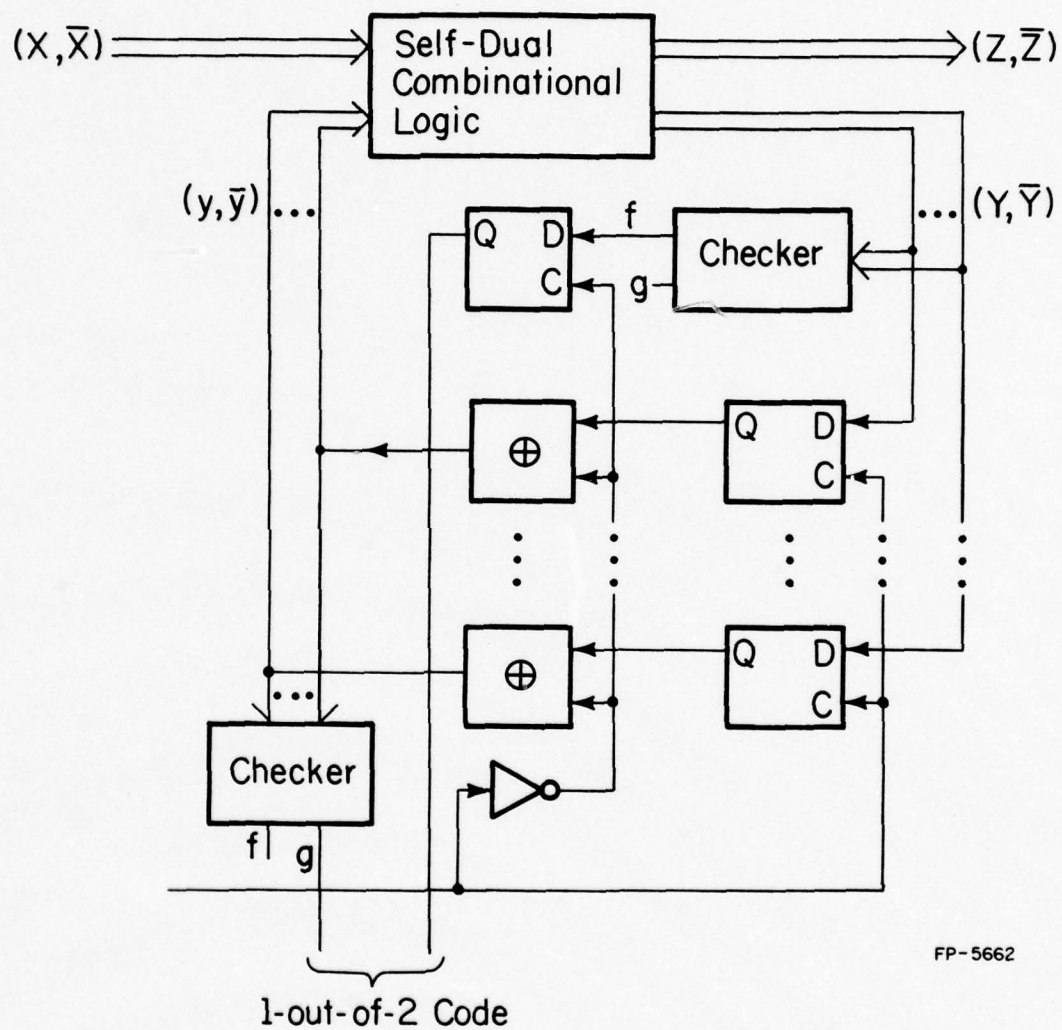 (X, X̅)
Self-Dual
Combinational
Logic
(Z, Z̅)
(y, y̅) •••
••• (Y, Y̅)
Q D
C
f
g
Checker
⊕
Q D
C
⊕
Q D
C
Checker
f g
FP-5662
1-out-of-2 Code